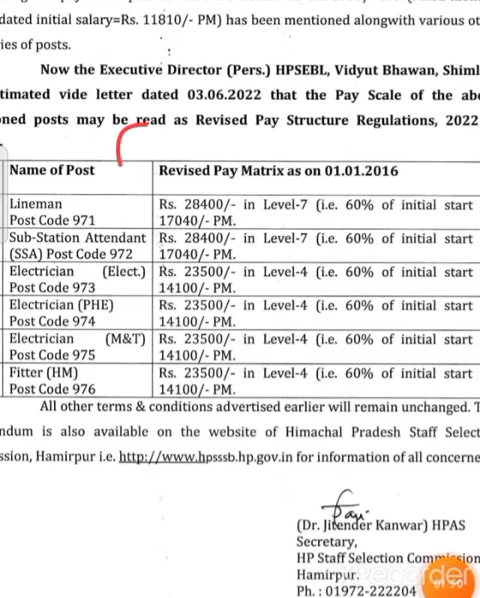 dated initial salary=Rs. 11810/- PM) has been mentioned alongwith various ot
ies of posts.
Now the Executive Director (Pers.) HPSEBL, Vidyut Bhawan, Shiml
timated vide letter dated 03.06.2022 that the Pay Scale of the abo
oned posts may be read as Revised Pay Structure Regulations, 2022
Name of Post Revised Pay Matrix as on 01.01.2016
Lineman Rs. 28400/- in Level-7 (i.e. 60% of initial start
Post Code 971 17040/- PM.
Sub-Station Attendant Rs. 28400/- in Level-7 (i.e. 60% of initial start
(SSA) Post Code 972 17040/- PM.
Electrician (Elect.) Rs. 23500/- in Level-4 (i.e. 60% of initial start
Post Code 973 14100/- PM.
Electrician (PHE) Rs. 23500/- in Level-4 (i.e. 60% of initial start
Post Code 974 14100/- PM.
Electrician (M&T) Rs. 23500/- in Level-4 (i.e. 60% of initial start
Post Code 975 14100/- PM.
Fitter (HM) Rs. 23500/- in Level-4 (i.e. 60% of initial start
Post Code 976 14100/- PM.
All other terms & conditions advertised earlier will remain unchanged. T
ndum is also available on the website of Himachal Pradesh Staff Select
ssion, Hamirpur i.e. http://www.hpsssb.hp.gov.in for information of all concerne
(Dr. Jitender Kanwar) HPAS
Secretary,
HP Staff Selection Commission
Hamirpur.
Ph. : 01972-222204